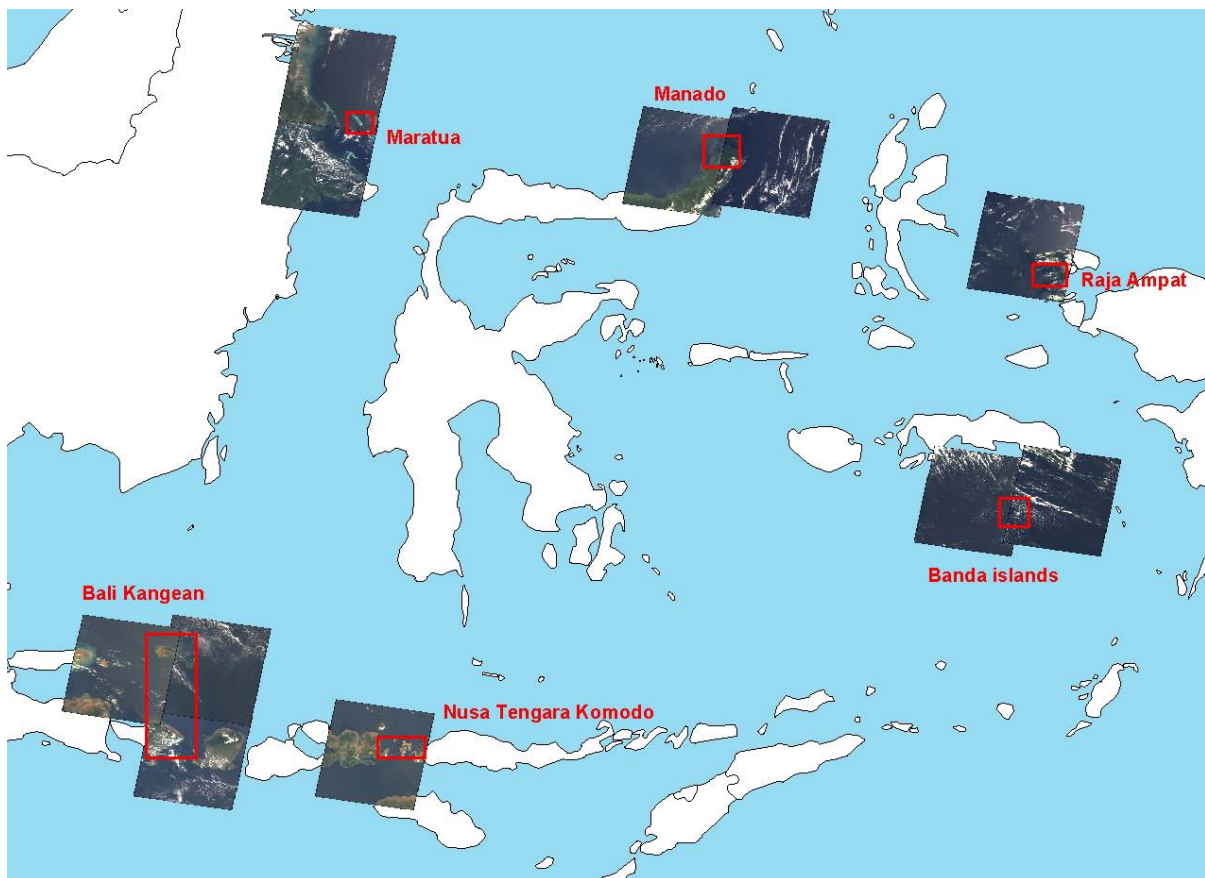 Manado
Maratua
Raja Ampat
Banda islands
Bali Kangean
Nusa Tengara Komodo